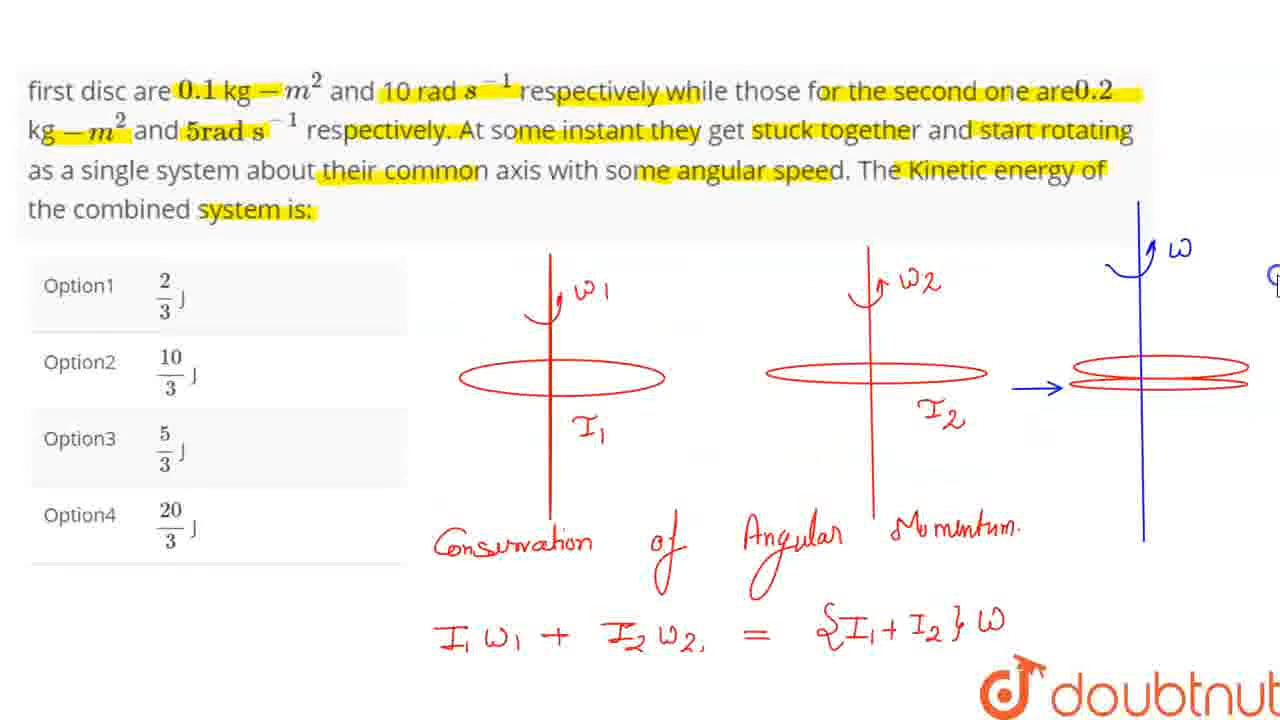 first disc are 0.1 kg − m² and 10 rad s⁻¹ respectively while those for the second one are0.2
kg − m² and 5rad s⁻¹ respectively. At some instant they get stuck together and start rotating
as a single system about their common axis with some angular speed. The Kinetic energy of
the combined system is:
Option1 2/3 J
Option2 10/3 J
Option3 5/3 J
Option4 20/3 J
ω1
ω2
ω
I1
I2
Conservation of Angular Momentum.
I1 ω1 + I2 ω2, = {I1 + I2} ω
doubtnut